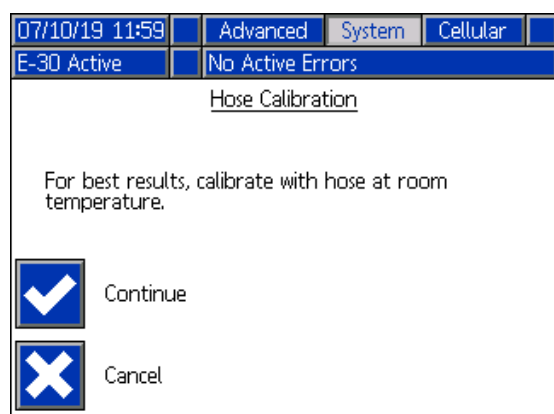 07/10/19 11:59 Advanced System Cellular
E-30 Active No Active Errors
Hose Calibration
For best results, calibrate with hose at room
temperature.
Continue
Cancel